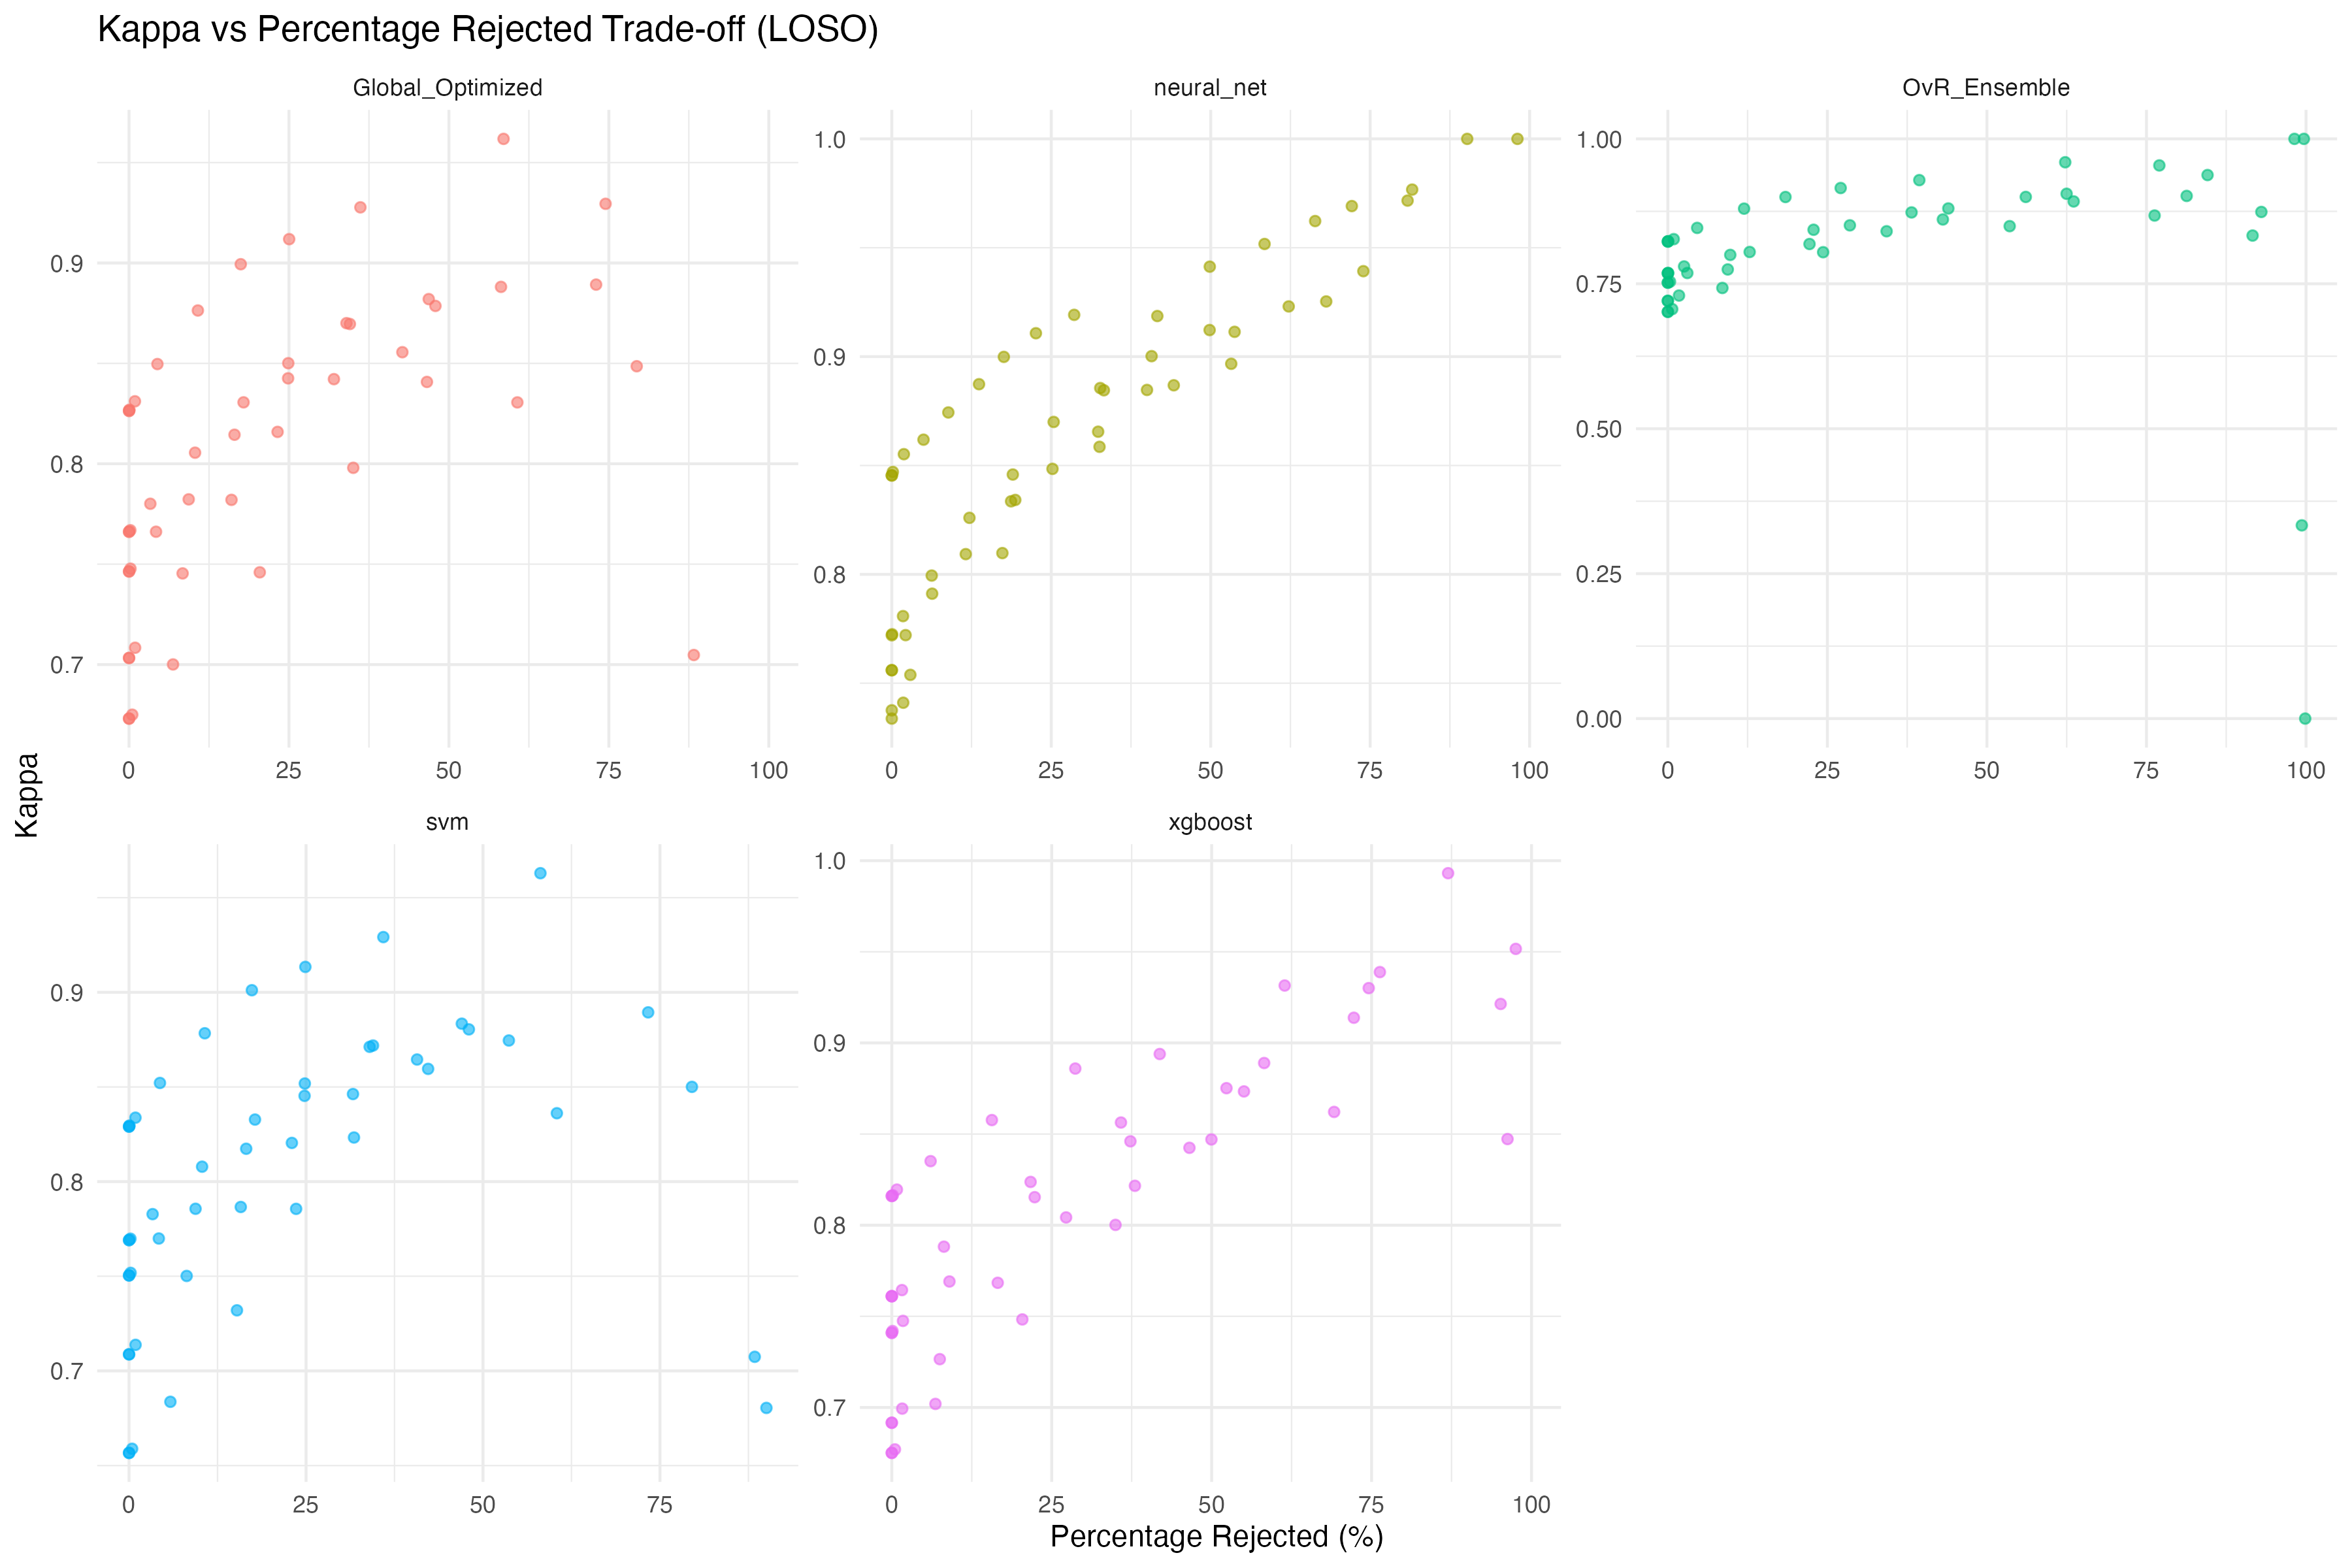 Kappa vs Percentage Rejected Trade-off (LOSO)
Global_Optimized
neural_net
OvR_Ensemble
0.9
0.8
0.7
0 25 50 75 100
1.0
0.9
0.8
0 25 50 75 100
1.00
0.75
0.50
0.25
0.00
0 25 50 75 100
Kappa
svm
xgboost
0.9
0.8
0.7
0 25 50 75
1.0
0.9
0.8
0.7
0 25 50 75 100
Percentage Rejected (%)